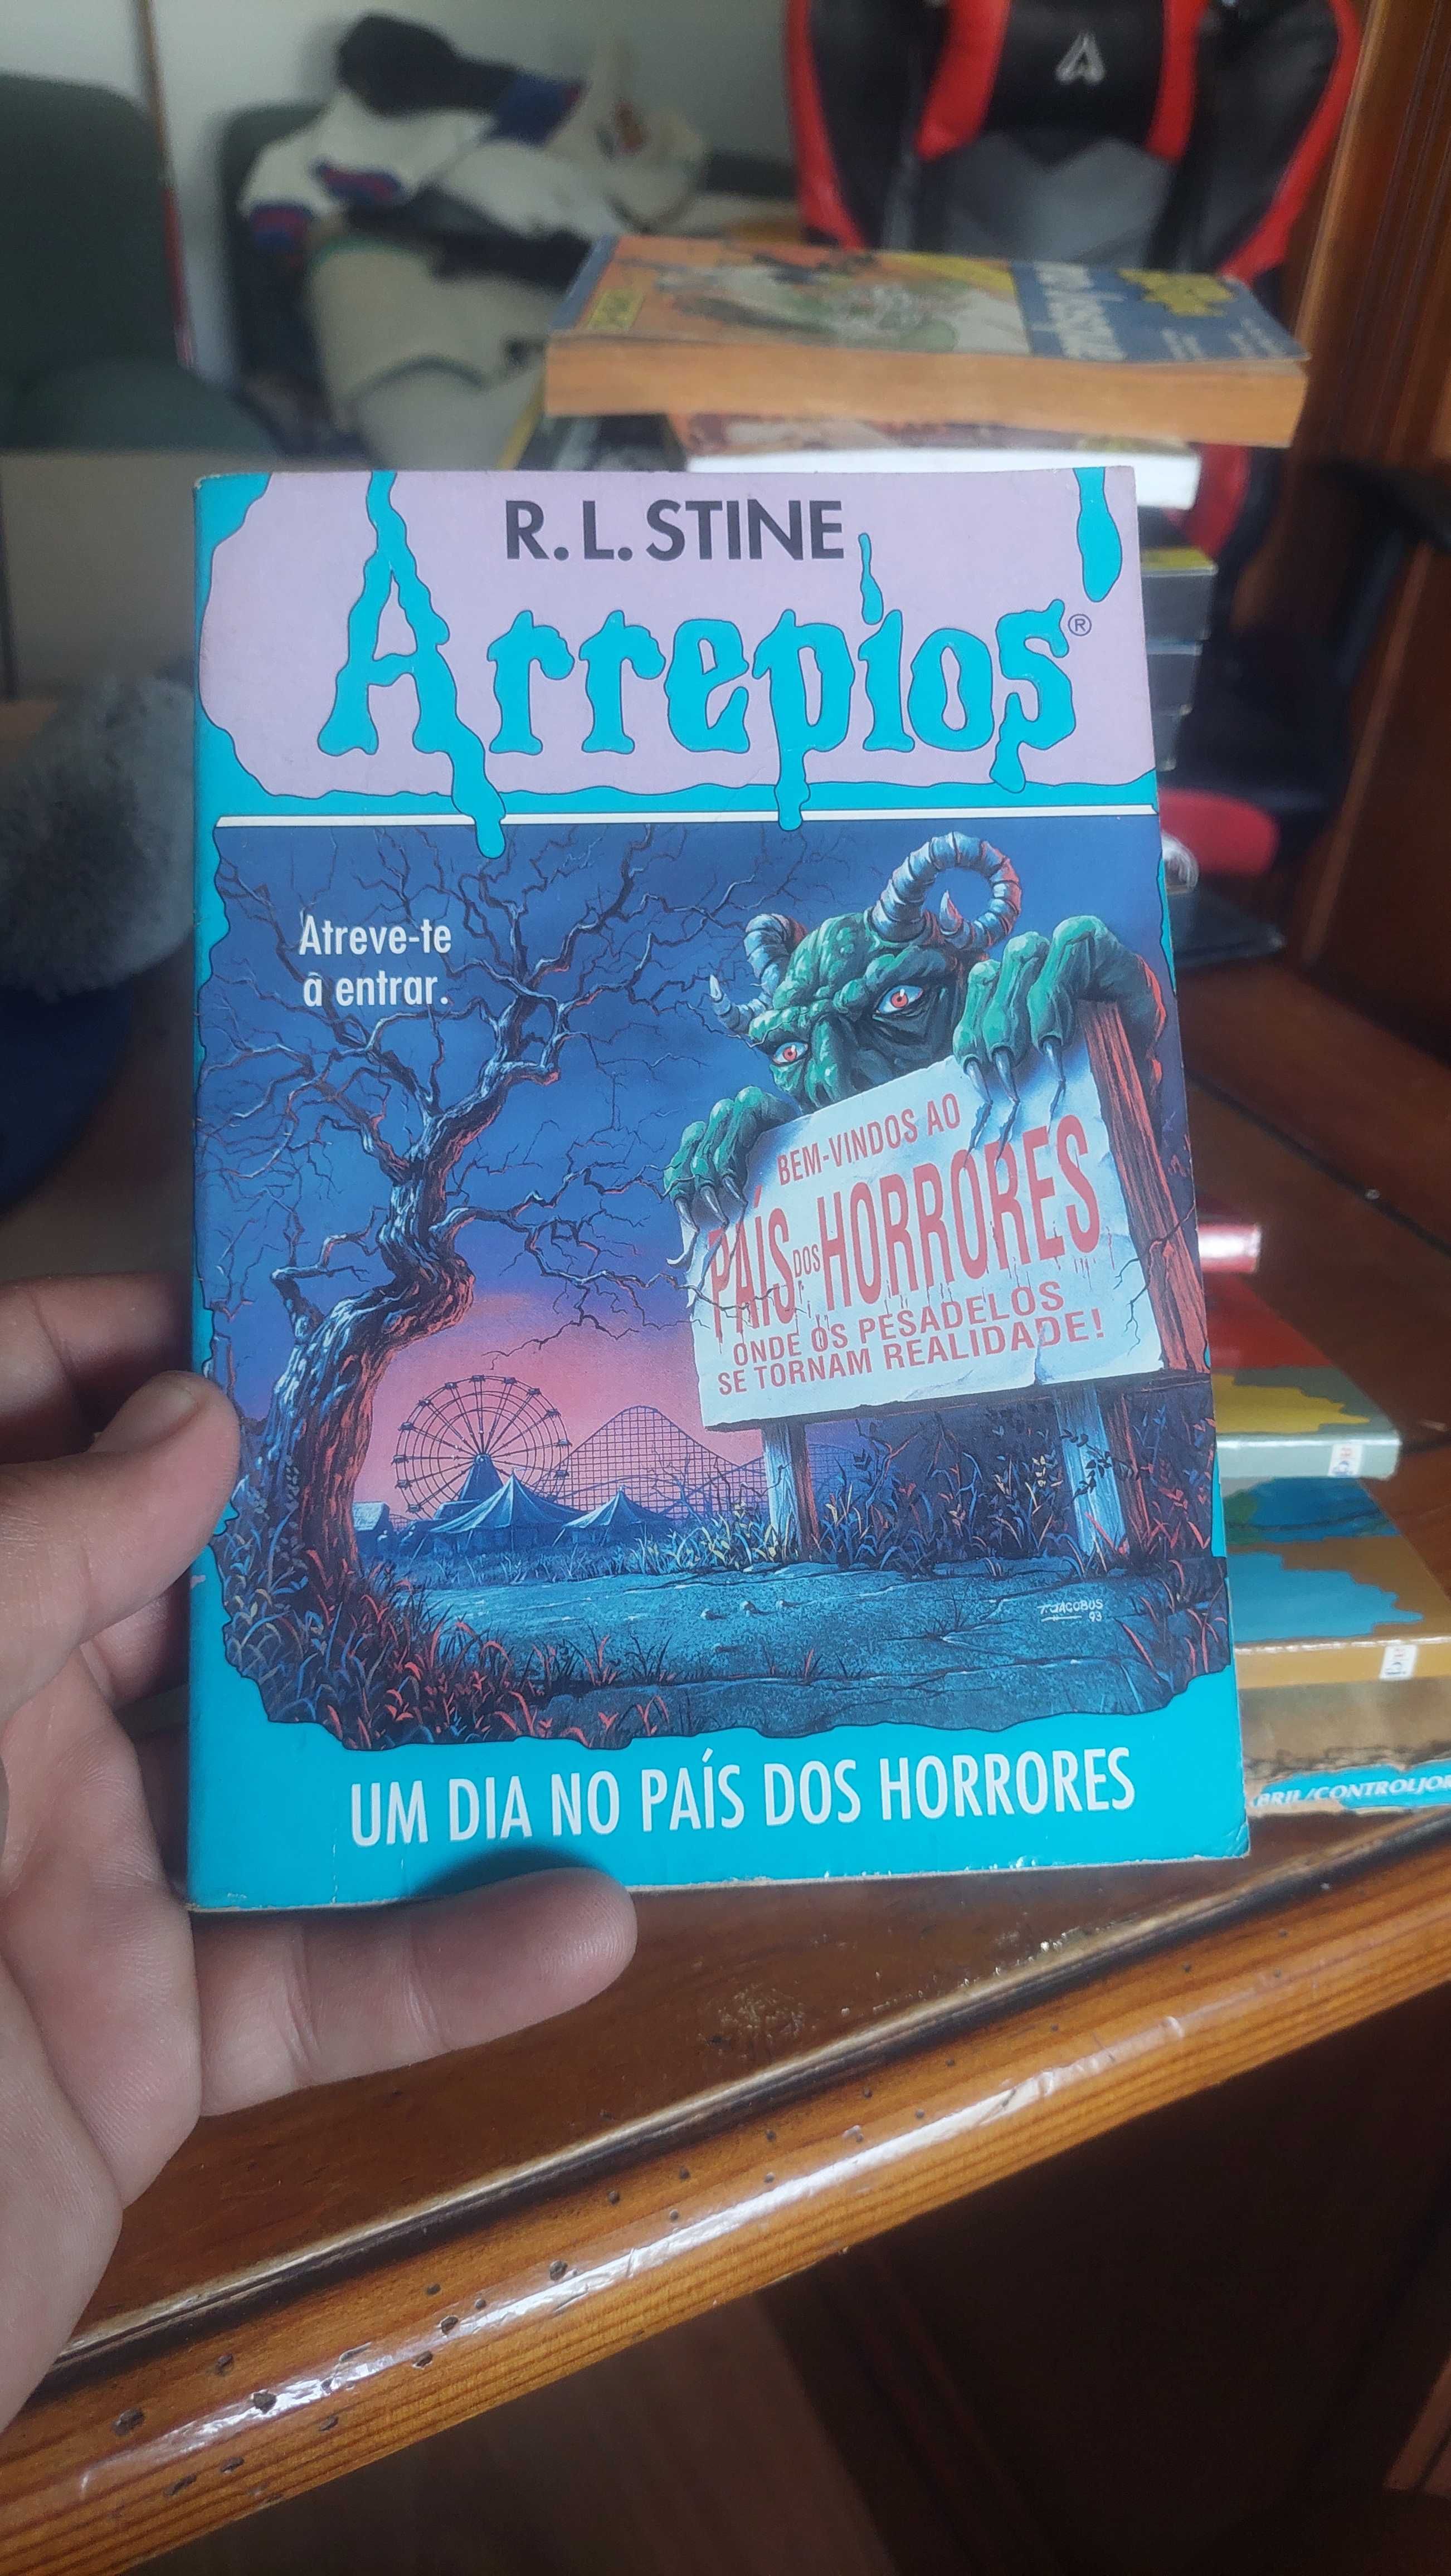 R. L. STINE
Arrepios®
Atreve-te
a entrar.
BEM-VINDOS AO
PAÍS DOS HORRORES
ONDE OS PESADELOS
SE TORNAM REALIDADE!
T. JACOBUS
93
UM DIA NO PAÍS DOS HORRORES
ABRIL/CONTROLJOR